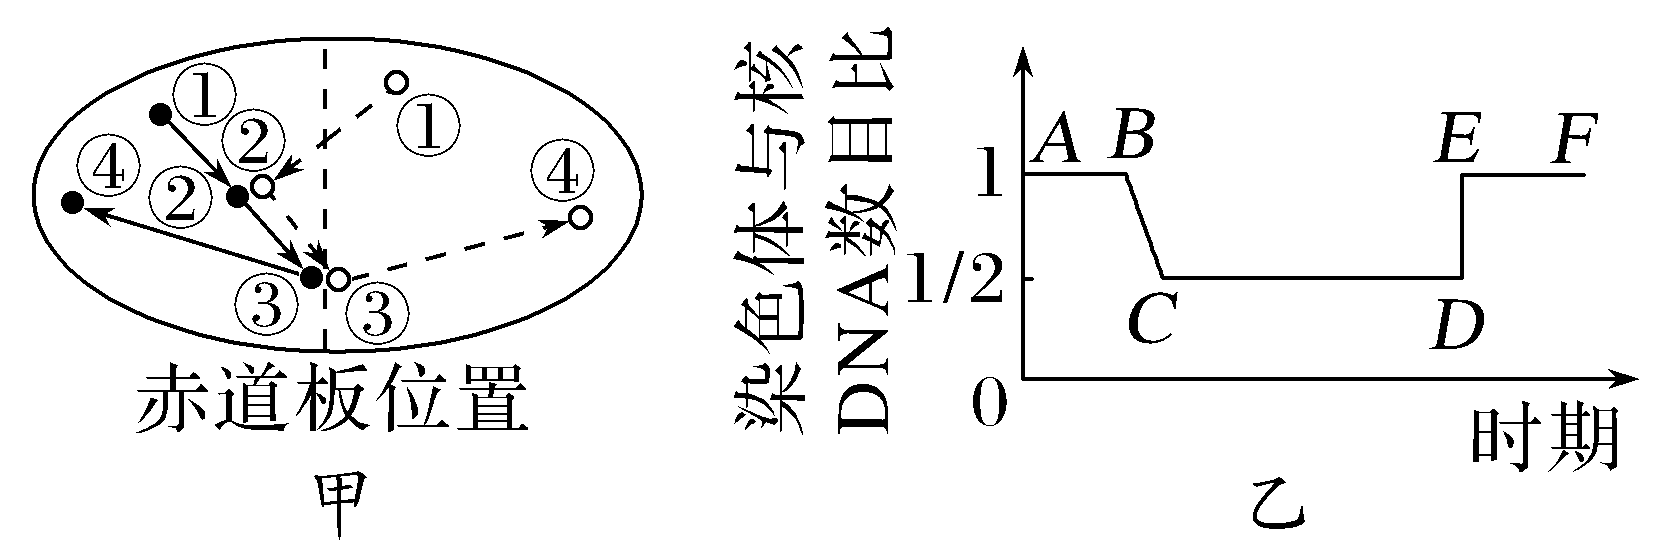 ①
①
②
②
③
③
④
④
赤道板位置
甲
染色体与核
DNA数目比
1
1/2
0
A
B
C
D
E
F
时期
乙